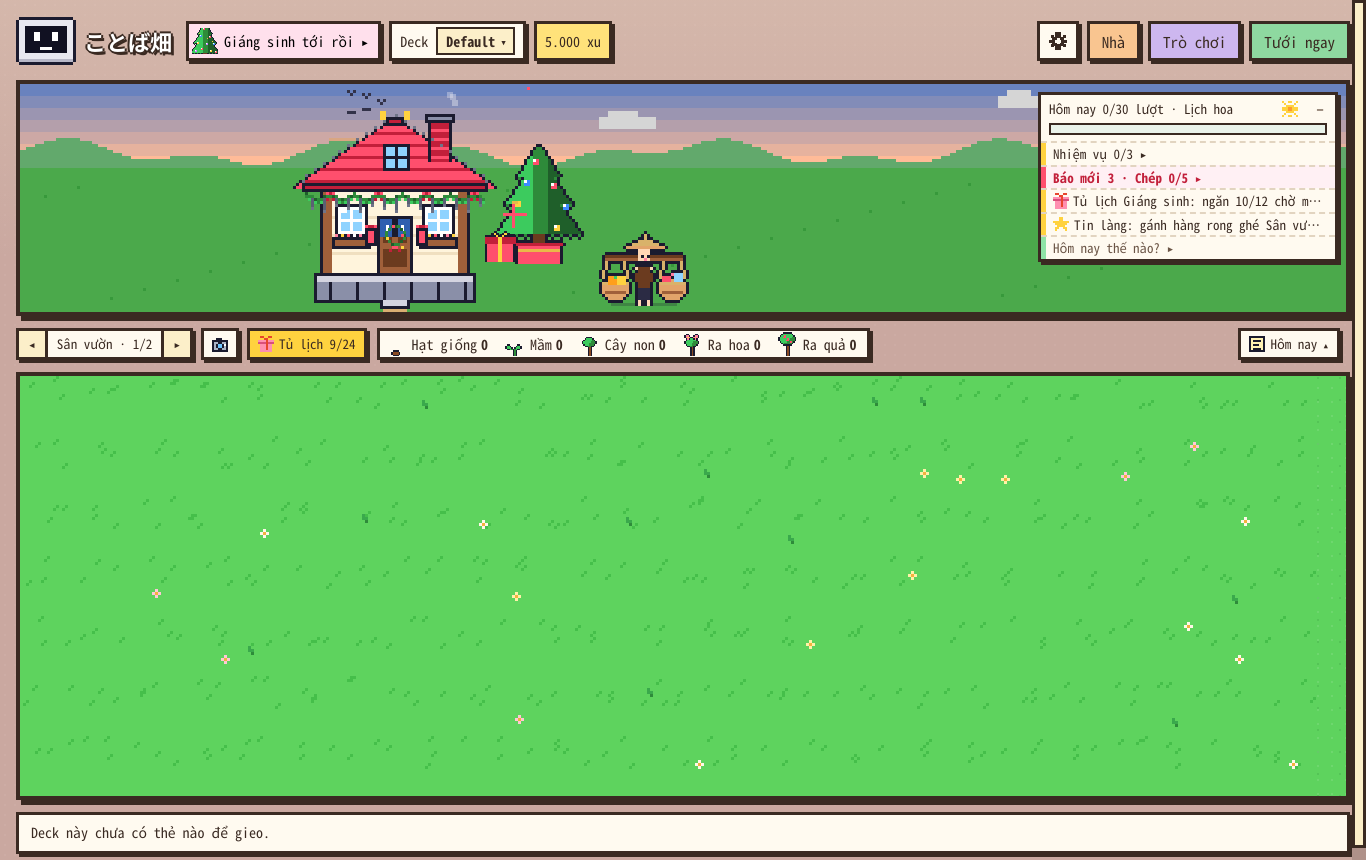 ことば畑
Giáng sinh tới rồi ▸
Deck Default ▾
5.000 xu
Nhà
Trò chơi
Tưới ngay
Hôm nay 0/30 lượt · Lịch hoa
–
Nhiệm vụ 0/3 ▸
Báo mới 3 · Chép 0/5 ▸
Tủ lịch Giáng sinh: ngăn 10/12 chờ m…
Tin làng: gánh hàng rong ghé Sân vư…
Hôm nay thế nào? ▸
◂ Sân vườn · 1/2 ▸
Tủ lịch 9/24
Hạt giống 0
Mầm 0
Cây non 0
Ra hoa 0
Ra quả 0
Hôm nay ▴
Deck này chưa có thẻ nào để gieo.